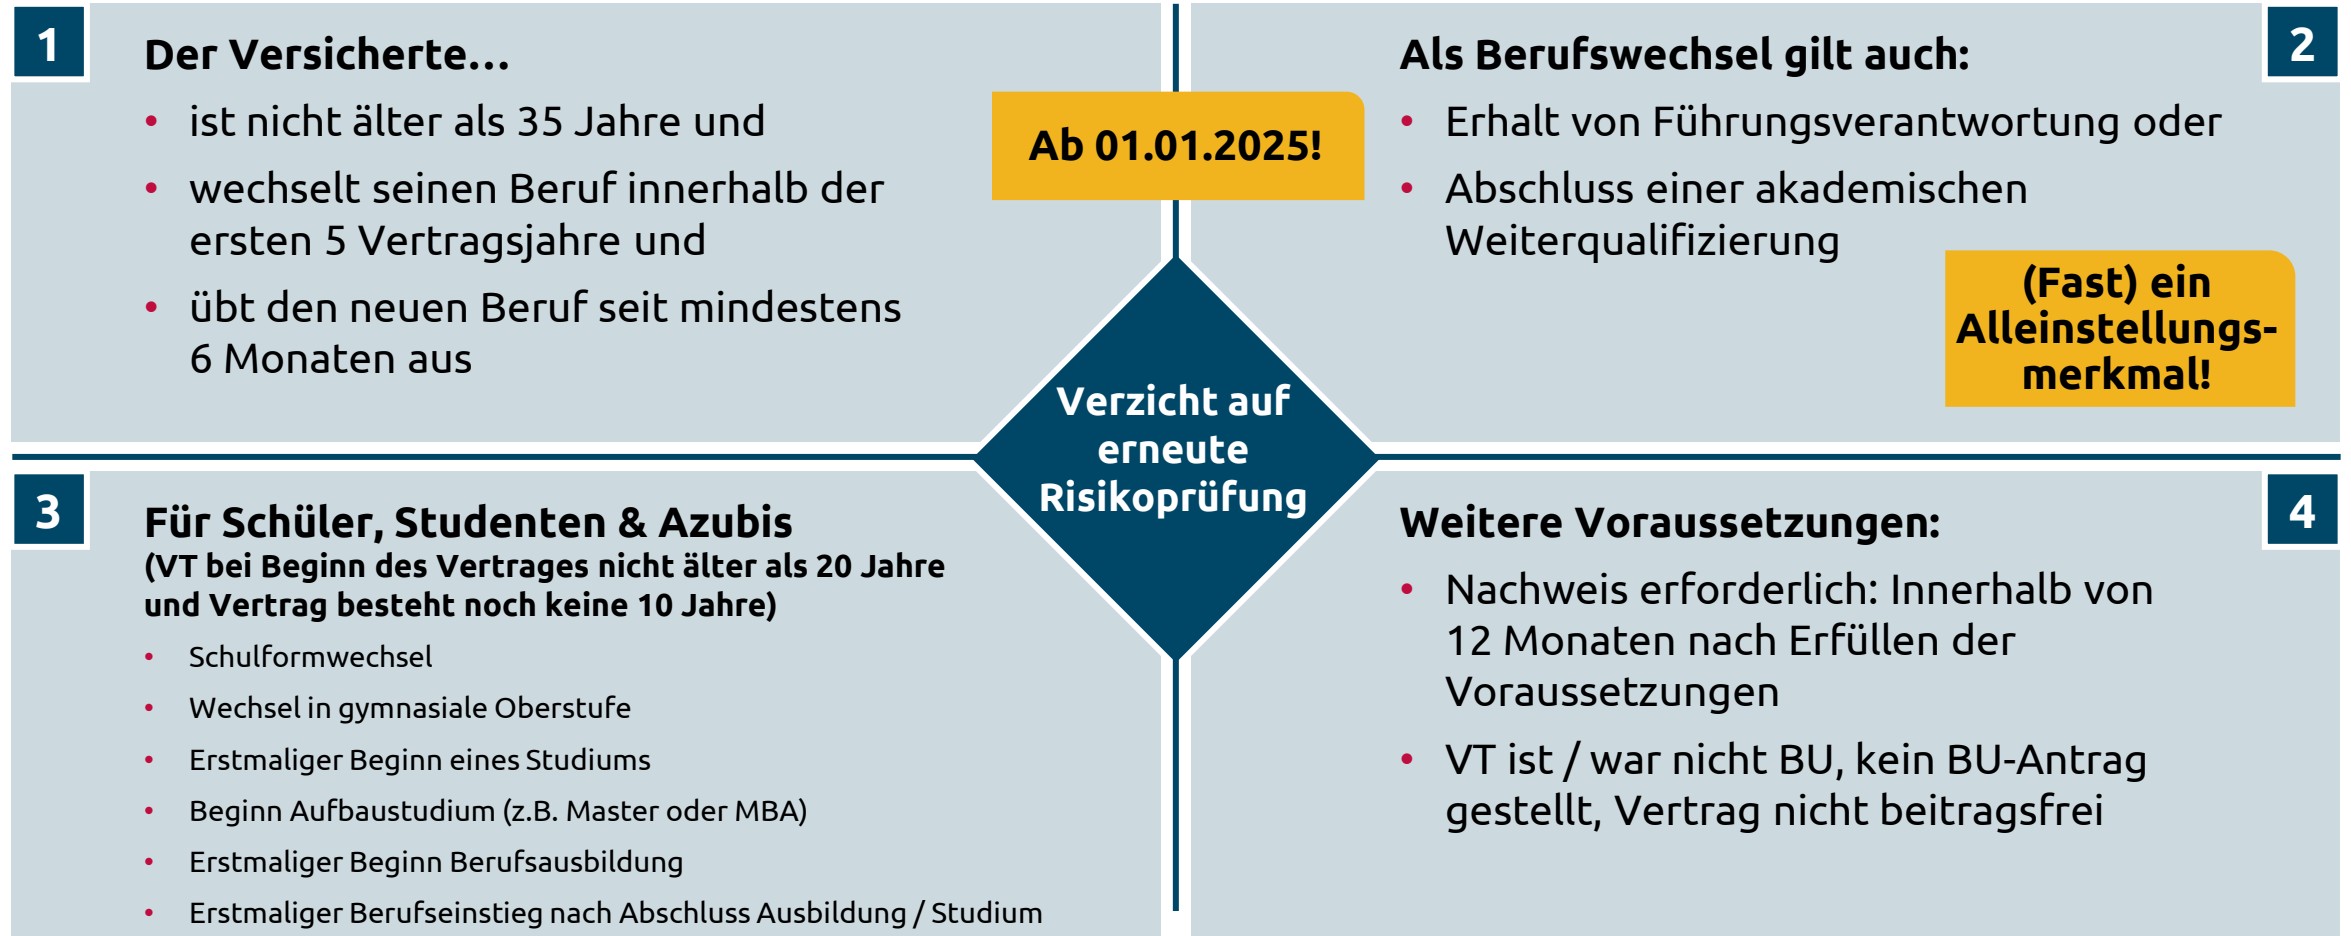 1
Der Versicherte...
• ist nicht älter als 35 Jahre und
• wechselt seinen Beruf innerhalb der
ersten 5 Vertragsjahre und
• übt den neuen Beruf seit mindestens
6 Monaten aus
Ab 01.01.2025!
2
Als Berufswechsel gilt auch:
• Erhalt von Führungsverantwortung oder
• Abschluss einer akademischen
Weiterqualifizierung
(Fast) ein
Alleinstellungs-
merkmal!
Verzicht auf
erneute
Risikoprüfung
3
Für Schüler, Studenten & Azubis
(VT bei Beginn des Vertrages nicht älter als 20 Jahre
und Vertrag besteht noch keine 10 Jahre)
• Schulformwechsel
• Wechsel in gymnasiale Oberstufe
• Erstmaliger Beginn eines Studiums
• Beginn Aufbaustudium (z.B. Master oder MBA)
• Erstmaliger Beginn Berufsausbildung
• Erstmaliger Berufseinstieg nach Abschluss Ausbildung / Studium
4
Weitere Voraussetzungen:
• Nachweis erforderlich: Innerhalb von
12 Monaten nach Erfüllen der
Voraussetzungen
• VT ist / war nicht BU, kein BU-Antrag
gestellt, Vertrag nicht beitragsfrei